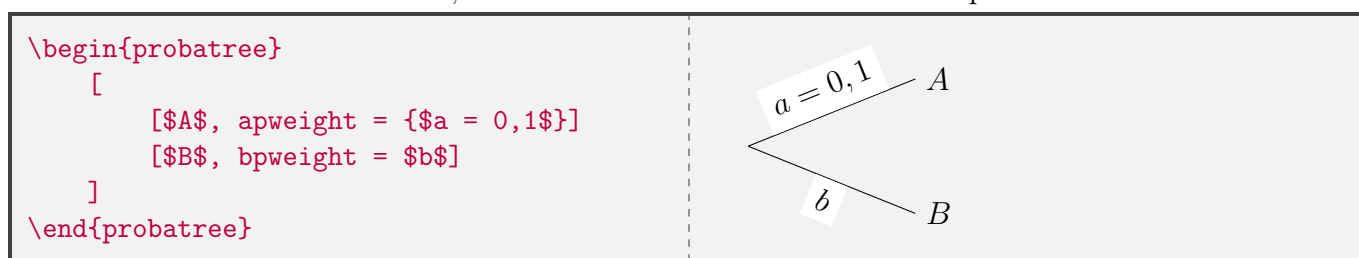 \begin{probatree}
[
[$A$, apweight = {$a = 0,1$}]
[$B$, bpweight = $b$]
]
\end{probatree}
a = 0,1
A
b
B